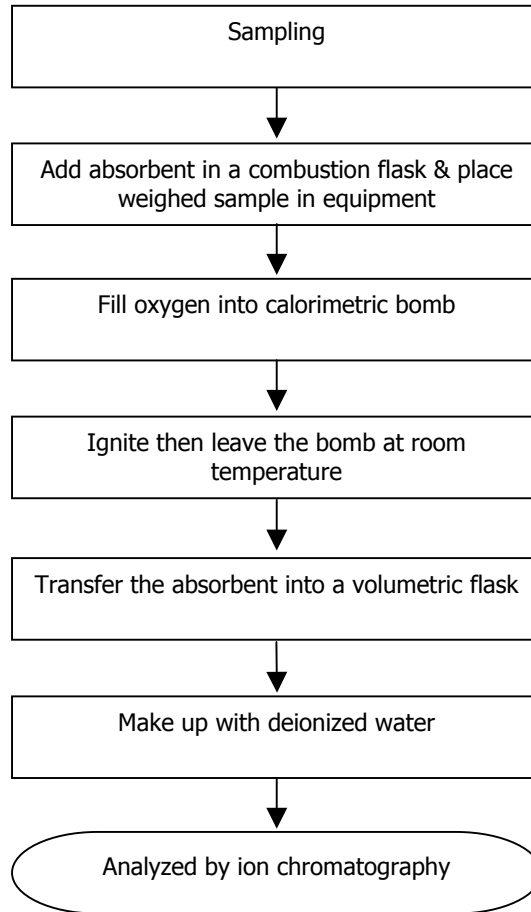 Sampling
Add absorbent in a combustion flask & place
weighed sample in equipment
Fill oxygen into calorimetric bomb
Ignite then leave the bomb at room
temperature
Transfer the absorbent into a volumetric flask
Make up with deionized water
Analyzed by ion chromatography